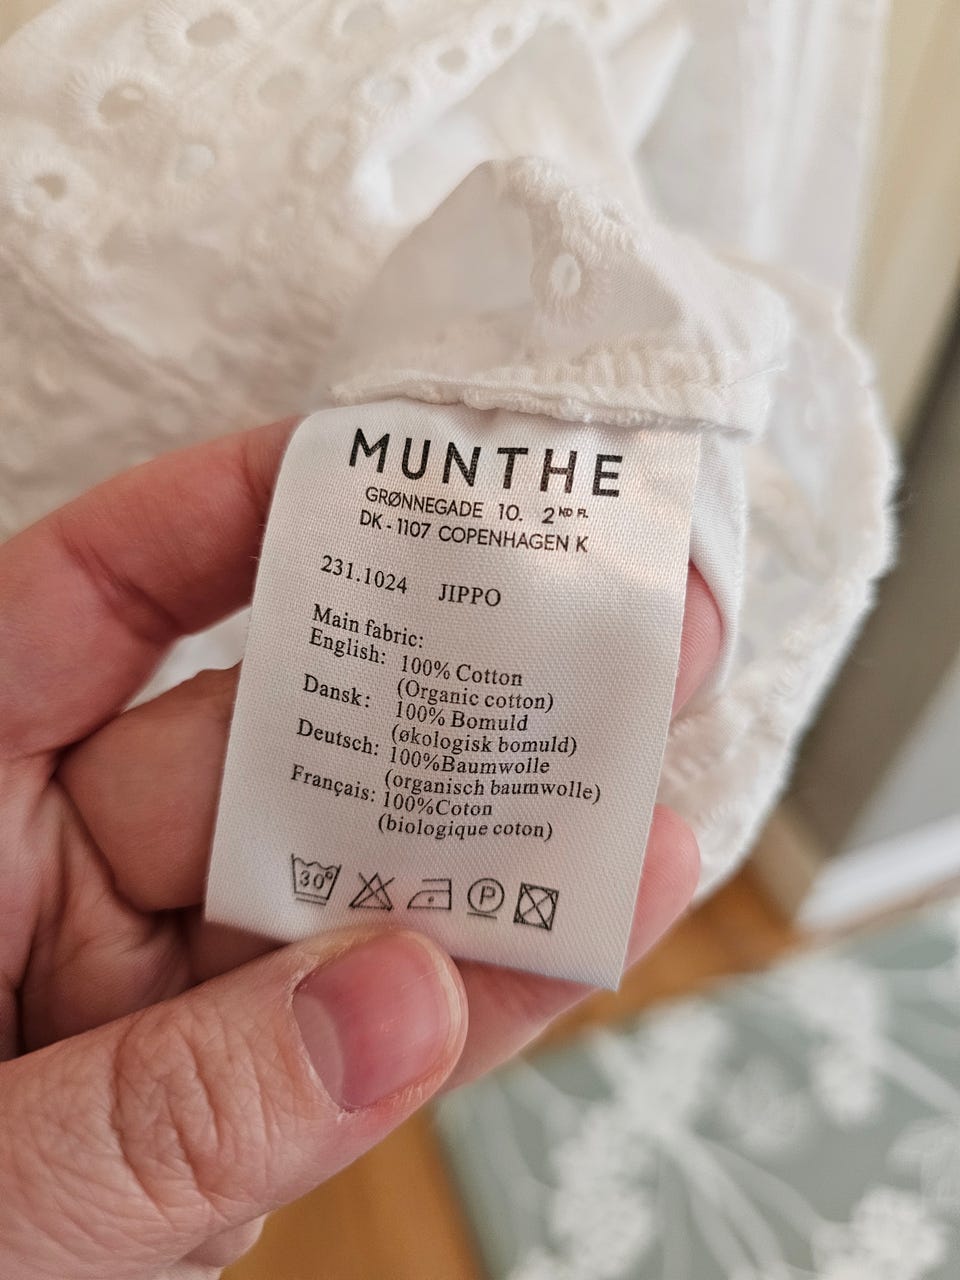 MUNTHE
GRØNNEGADE 10. 2ND FL.
DK - 1107 COPENHAGEN K
231.1024 JIPPO
Main fabric:
English: 100% Cotton
(Organic cotton)
Dansk: 100% Bomuld
(økologisk bomuld)
Deutsch: 100%Baumwolle
(organisch baumwolle)
Français: 100%Coton
(biologique coton)
30° P